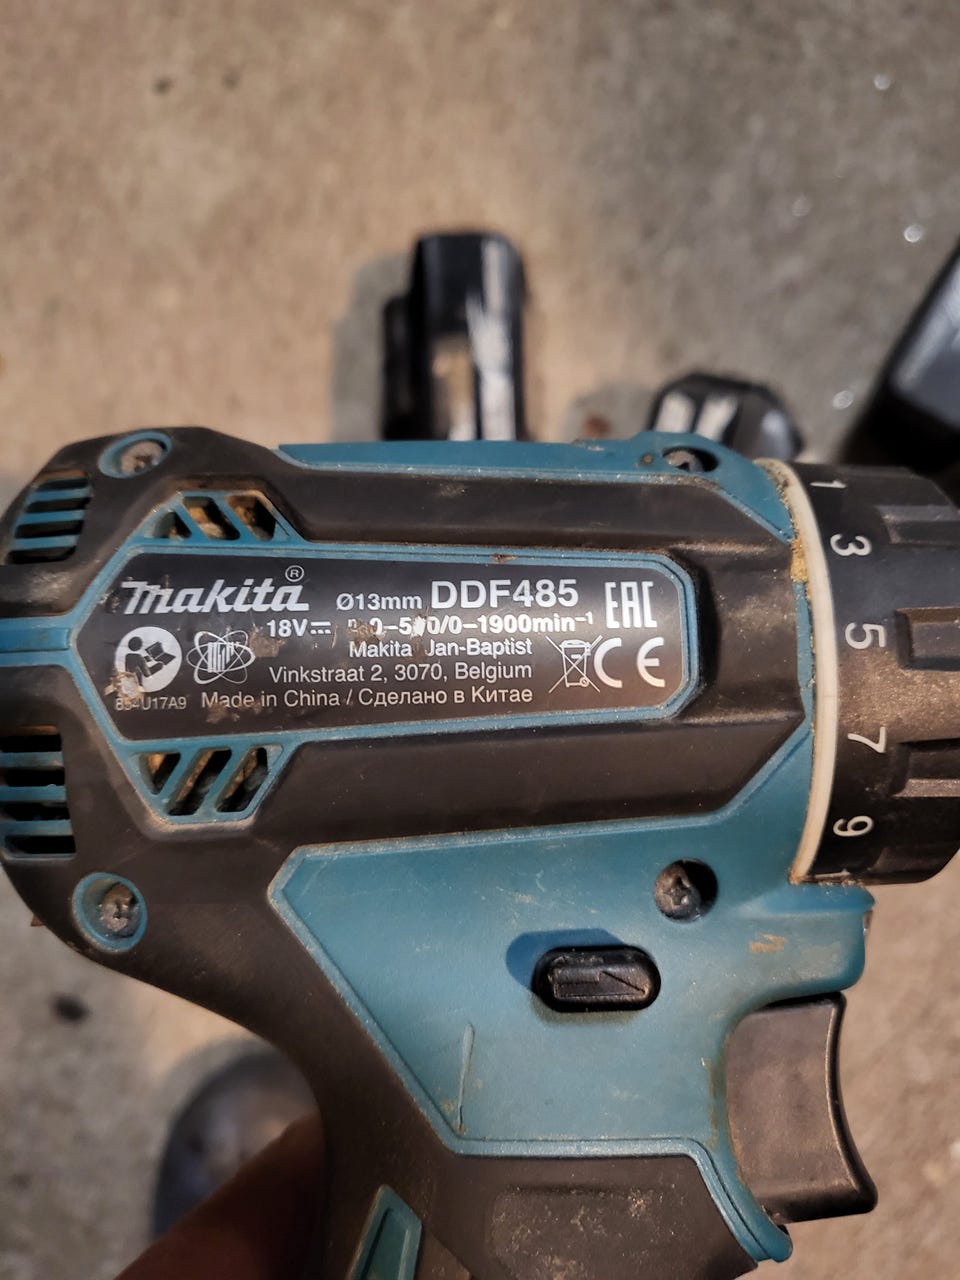 makita® Ø13mm DDF485 EAC
18V 0/0–1900min⁻¹
Makita Jan-Baptist
Vinkstraat 2, 3070, Belgium CE
Made in China / Сделано в Китае
1
3
5
7
9